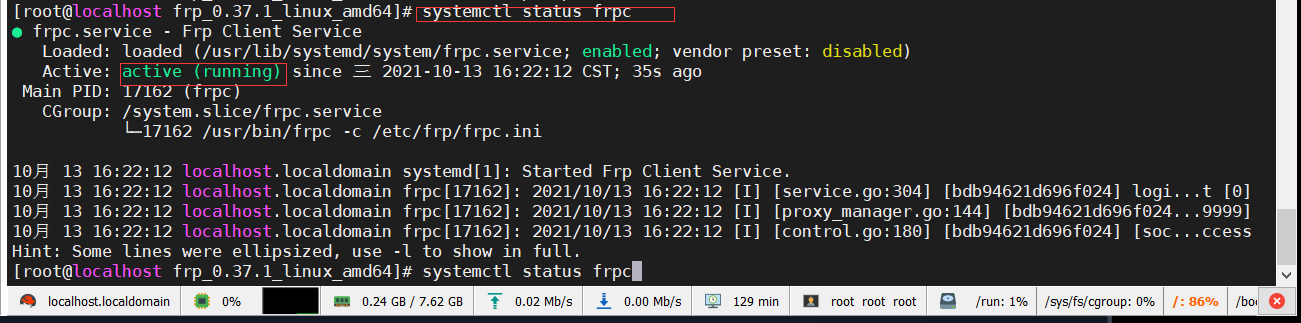 [root@localhost frp_0.37.1_linux_amd64]# systemctl status frpc
● frpc.service - Frp Client Service
Loaded: loaded (/usr/lib/systemd/system/frpc.service; enabled; vendor preset: disabled)
Active: active (running) since 三 2021-10-13 16:22:12 CST; 35s ago
Main PID: 17162 (frpc)
CGroup: /system.slice/frpc.service
└─17162 /usr/bin/frpc -c /etc/frp/frpc.ini
10月 13 16:22:12 localhost.localdomain systemd[1]: Started Frp Client Service.
10月 13 16:22:12 localhost.localdomain frpc[17162]: 2021/10/13 16:22:12 [I] [service.go:304] [bdb94621d696f024] logi...t [0]
10月 13 16:22:12 localhost.localdomain frpc[17162]: 2021/10/13 16:22:12 [I] [proxy_manager.go:144] [bdb94621d696f024...9999]
10月 13 16:22:12 localhost.localdomain frpc[17162]: 2021/10/13 16:22:12 [I] [control.go:180] [bdb94621d696f024] [soc...ccess
Hint: Some lines were ellipsized, use -l to show in full.
[root@localhost frp_0.37.1_linux_amd64]# systemctl status frpc
localhost.localdomain 0% 0.24 GB / 7.62 GB 0.02 Mb/s 0.00 Mb/s 129 min root root root /run: 1% /sys/fs/cgroup: 0% /: 86% /boo